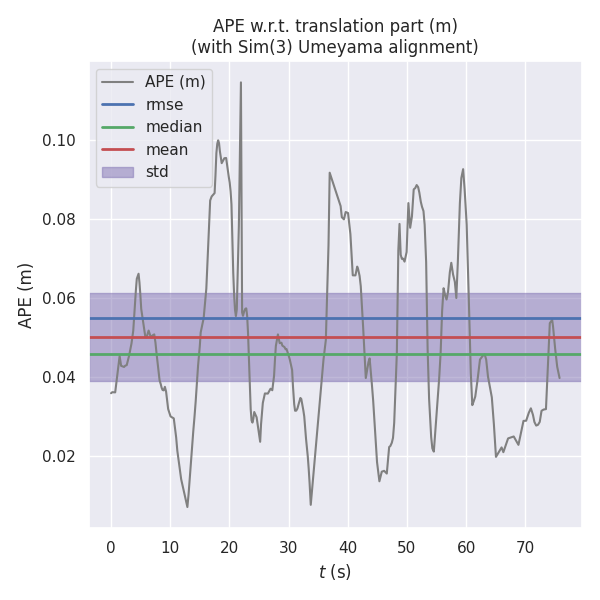 APE w.r.t. translation part (m)
(with Sim(3) Umeyama alignment)
APE (m)
rmse
median
mean
std
0.10
0.08
0.06
0.04
0.02
APE (m)
0 10 20 30 40 50 60 70
t (s)